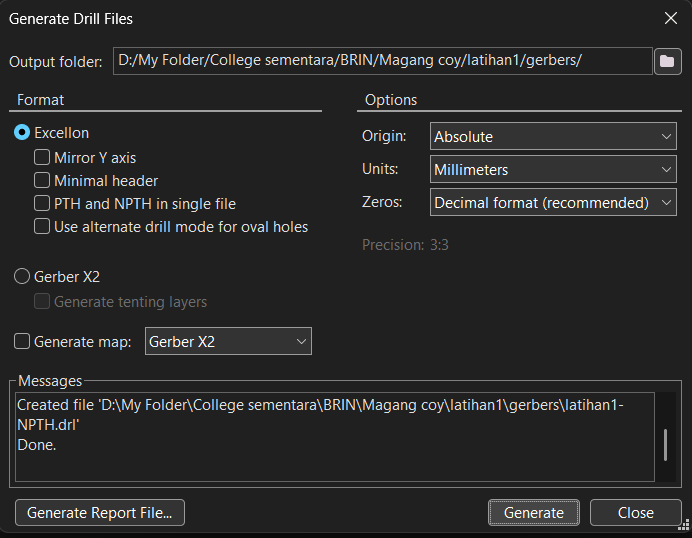 Generate Drill Files
Output folder: D:/My Folder/College sementara/BRIN/Magang coy/latihan1/gerbers/
Format
Excellon
Mirror Y axis
Minimal header
PTH and NPTH in single file
Use alternate drill mode for oval holes
Gerber X2
Generate tenting layers
Generate map: Gerber X2
Options
Origin: Absolute
Units: Millimeters
Zeros: Decimal format (recommended)
Precision: 3:3
Messages
Created file 'D:\My Folder\College sementara\BRIN\Magang coy\latihan1\gerbers\latihan1-
NPTH.drl'
Done.
Generate Report File... Generate Close